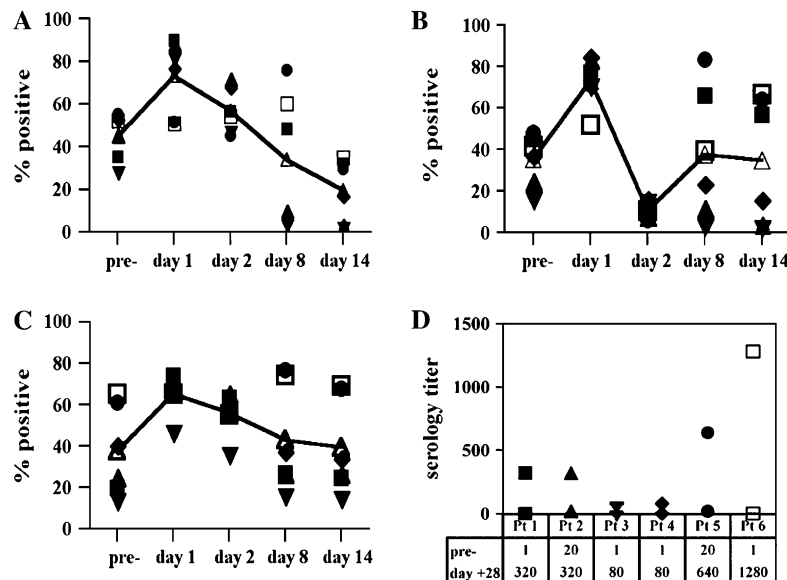 A
% positive
100
80
60
40
20
0
pre- day 1 day 2 day 8 day 14
B
% positive
100
80
60
40
20
0
pre- day 1 day 2 day 8 day 14
C
% positive
100
80
60
40
20
0
pre- day 1 day 2 day 8 day 14
D
serology titer
1500
1000
500
0
Pt 1 Pt 2 Pt 3 Pt 4 Pt 5 Pt 6
pre- 1 20 1 1 20 1
day +28 320 320 80 80 640 1280